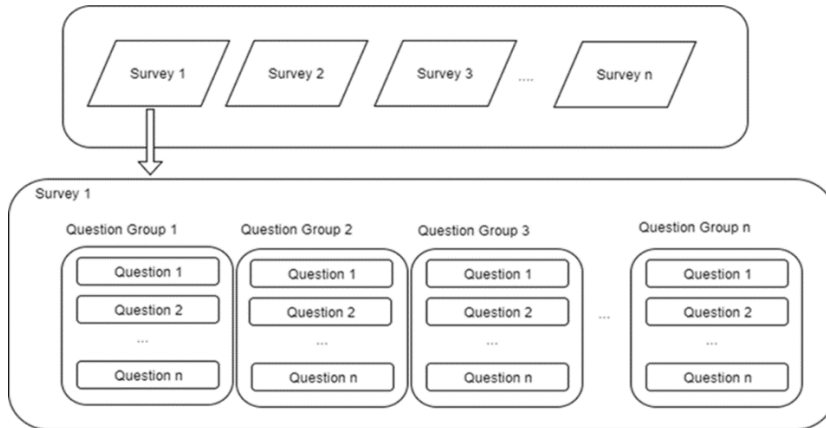 Survey 1
Survey 2
Survey 3
....
Survey n
Survey 1
Question Group 1
Question 1
Question 2
...
Question n
Question Group 2
Question 1
Question 2
...
Question n
Question Group 3
Question 1
Question 2
...
Question n
...
Question Group n
Question 1
Question 2
...
Question n